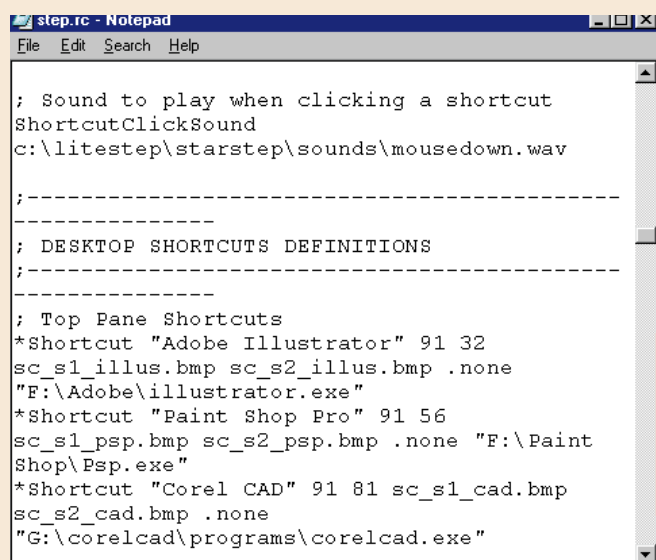 step.rc - Notepad
File Edit Search Help
; Sound to play when clicking a shortcut
ShortcutClickSound
c:\litestep\starstep\sounds\mousedown.wav
;--------------------------------------------
---------------
; DESKTOP SHORTCUTS DEFINITIONS
;--------------------------------------------
---------------
; Top Pane Shortcuts
*Shortcut "Adobe Illustrator" 91 32
sc_s1_illus.bmp sc_s2_illus.bmp .none
"F:\Adobe\illustrator.exe"
*Shortcut "Paint Shop Pro" 91 56
sc_s1_psp.bmp sc_s2_psp.bmp .none "F:\Paint
Shop\Psp.exe"
*Shortcut "Corel CAD" 91 81 sc_s1_cad.bmp
sc_s2_cad.bmp .none
"G:\corelcad\programs\corelcad.exe"